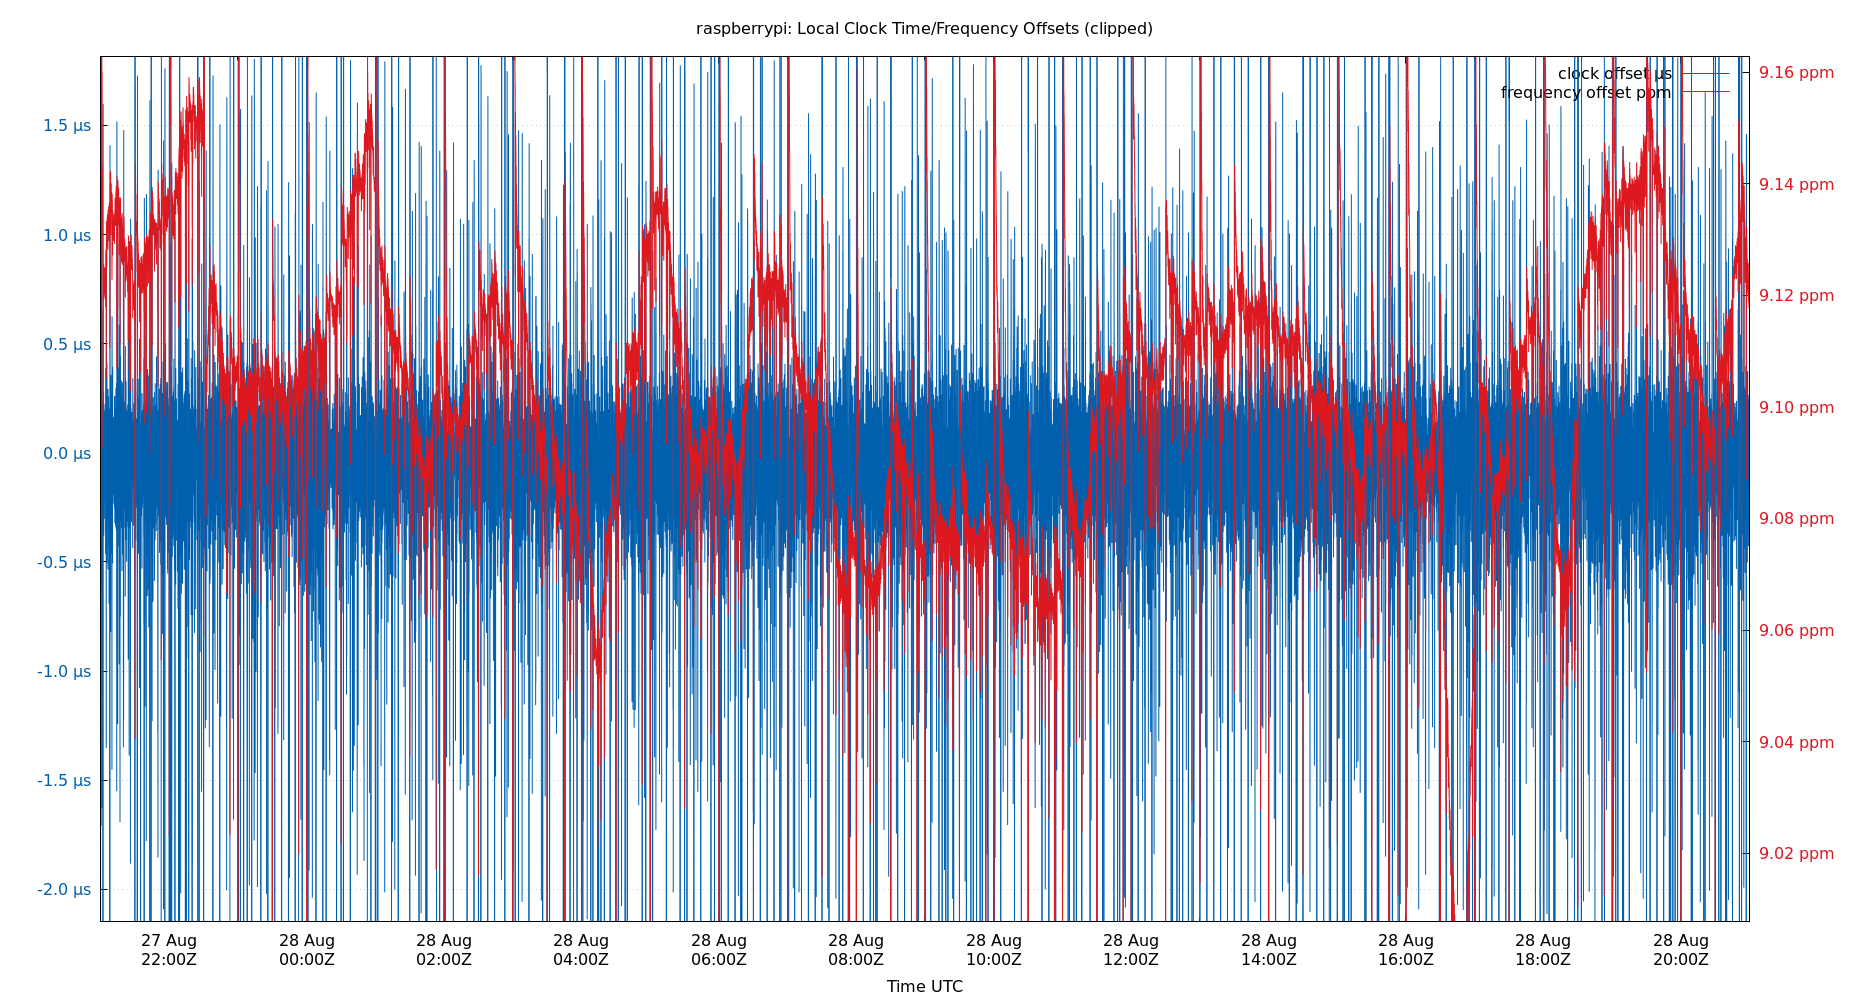 raspberrypi: Local Clock Time/Frequency Offsets (clipped)
clock offset µs
frequency offset ppm
1.5 µs
1.0 µs
0.5 µs
0.0 µs
-0.5 µs
-1.0 µs
-1.5 µs
-2.0 µs
9.16 ppm
9.14 ppm
9.12 ppm
9.10 ppm
9.08 ppm
9.06 ppm
9.04 ppm
9.02 ppm
27 Aug 28 Aug 28 Aug 28 Aug 28 Aug 28 Aug 28 Aug 28 Aug 28 Aug 28 Aug 28 Aug 28 Aug
22:00Z 00:00Z 02:00Z 04:00Z 06:00Z 08:00Z 10:00Z 12:00Z 14:00Z 16:00Z 18:00Z 20:00Z
Time UTC